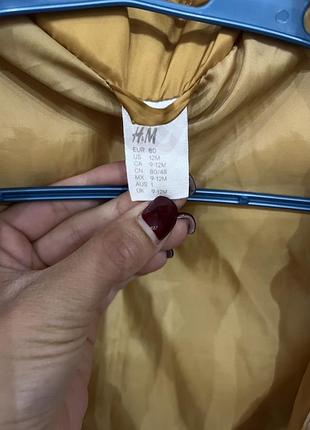 H&M
EUR 80
US 12M
CA 9-12M
CN 80/48
MX 9-12M
AUS 1
UK 9-12M